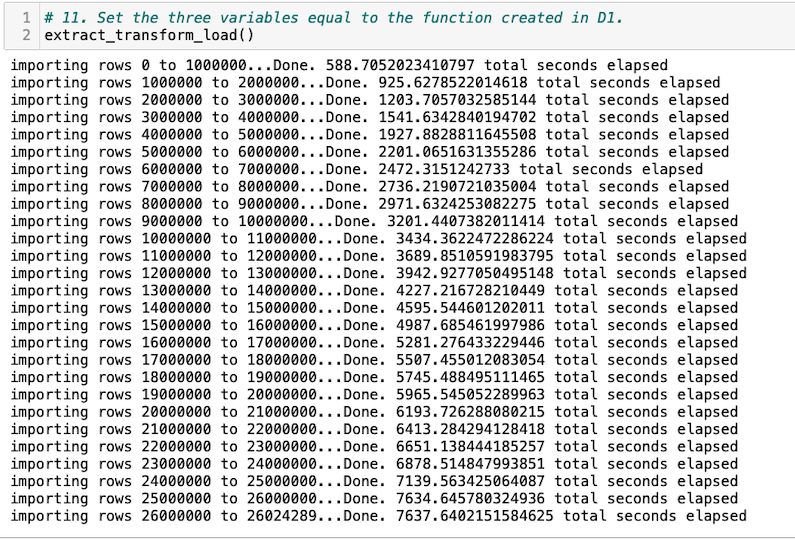 1 # 11. Set the three variables equal to the function created in D1.
2 extract_transform_load()
importing rows 0 to 1000000...Done. 588.7052023410797 total seconds elapsed
importing rows 1000000 to 2000000...Done. 925.6278522014618 total seconds elapsed
importing rows 2000000 to 3000000...Done. 1203.7057032585144 total seconds elapsed
importing rows 3000000 to 4000000...Done. 1541.6342840194702 total seconds elapsed
importing rows 4000000 to 5000000...Done. 1927.8828811645508 total seconds elapsed
importing rows 5000000 to 6000000...Done. 2201.0651631355286 total seconds elapsed
importing rows 6000000 to 7000000...Done. 2472.3151242733 total seconds elapsed
importing rows 7000000 to 8000000...Done. 2736.2190721035004 total seconds elapsed
importing rows 8000000 to 9000000...Done. 2971.6324253082275 total seconds elapsed
importing rows 9000000 to 10000000...Done. 3201.4407382011414 total seconds elapsed
importing rows 10000000 to 11000000...Done. 3434.3622472286224 total seconds elapsed
importing rows 11000000 to 12000000...Done. 3689.8510591983795 total seconds elapsed
importing rows 12000000 to 13000000...Done. 3942.9277050495148 total seconds elapsed
importing rows 13000000 to 14000000...Done. 4227.216728210449 total seconds elapsed
importing rows 14000000 to 15000000...Done. 4595.544601202011 total seconds elapsed
importing rows 15000000 to 16000000...Done. 4987.685461997986 total seconds elapsed
importing rows 16000000 to 17000000...Done. 5281.276433229446 total seconds elapsed
importing rows 17000000 to 18000000...Done. 5507.455012083054 total seconds elapsed
importing rows 18000000 to 19000000...Done. 5745.488495111465 total seconds elapsed
importing rows 19000000 to 20000000...Done. 5965.545052289963 total seconds elapsed
importing rows 20000000 to 21000000...Done. 6193.726288080215 total seconds elapsed
importing rows 21000000 to 22000000...Done. 6413.284294128418 total seconds elapsed
importing rows 22000000 to 23000000...Done. 6651.138444185257 total seconds elapsed
importing rows 23000000 to 24000000...Done. 6878.514847993851 total seconds elapsed
importing rows 24000000 to 25000000...Done. 7139.563425064087 total seconds elapsed
importing rows 25000000 to 26000000...Done. 7634.645780324936 total seconds elapsed
importing rows 26000000 to 26024289...Done. 7637.6402151584625 total seconds elapsed